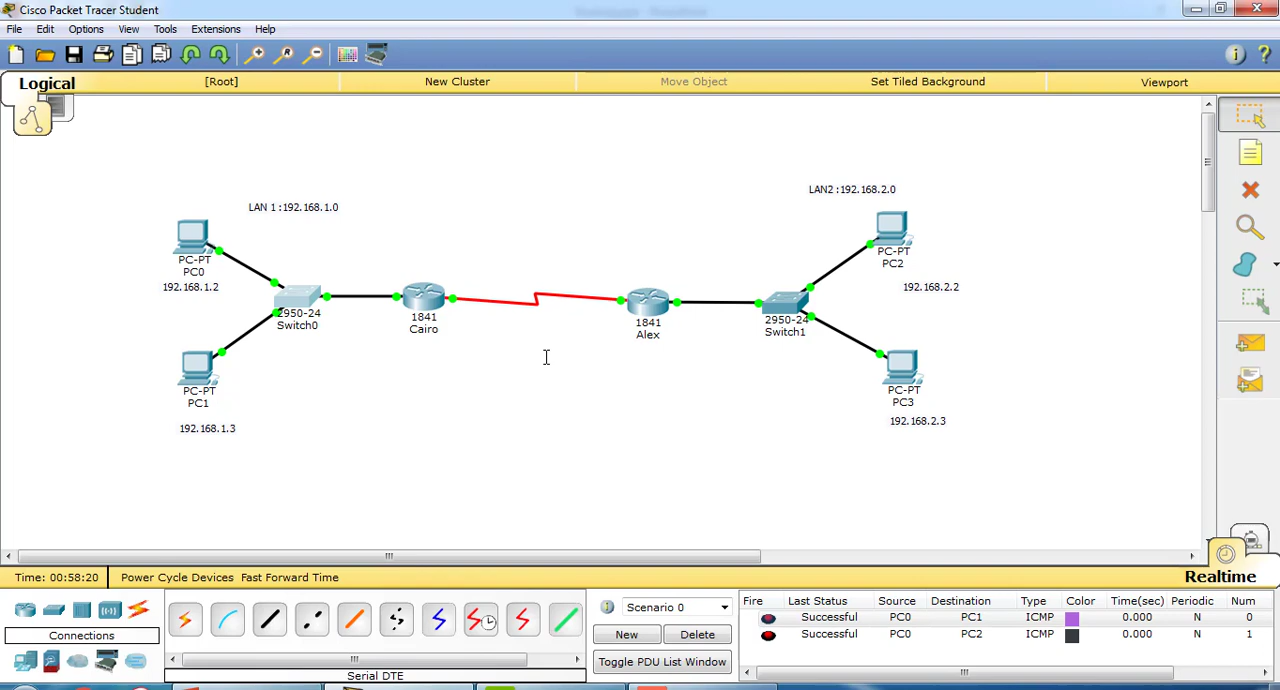 Cisco Packet Tracer Student
File Edit Options View Tools Extensions Help
Logical [Root] New Cluster Move Object Set Tiled Background Viewport
LAN 1 :192.168.1.0
LAN2 :192.168.2.0
PC-PT
PC0
192.168.1.2
PC-PT
PC2
192.168.2.2
2950-24
Switch0
1841
Cairo
1841
Alex
2950-24
Switch1
PC-PT
PC1
192.168.1.3
PC-PT
PC3
192.168.2.3
Time: 00:58:20 Power Cycle Devices Fast Forward Time Realtime
Connections
Serial DTE
Scenario 0
New Delete
Toggle PDU List Window
Fire Last Status Source Destination Type Color Time(sec) Periodic Num
Successful PC0 PC1 ICMP 0.000 N 0
Successful PC0 PC2 ICMP 0.000 N 1